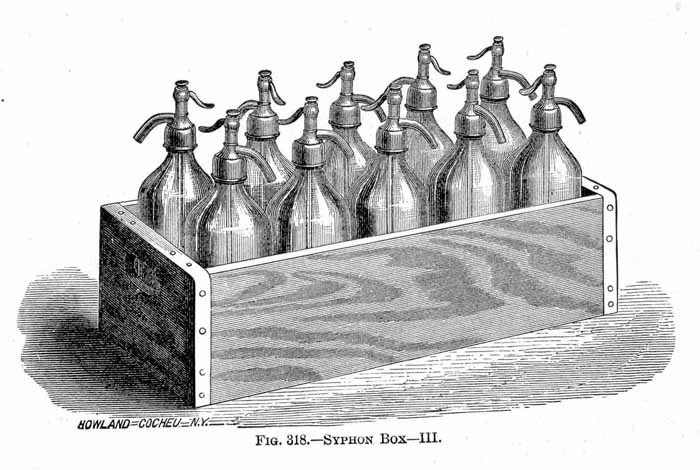 HOWLAND=COCHEU=N.Y.
FIG. 318.—SYPHON BOX—III.